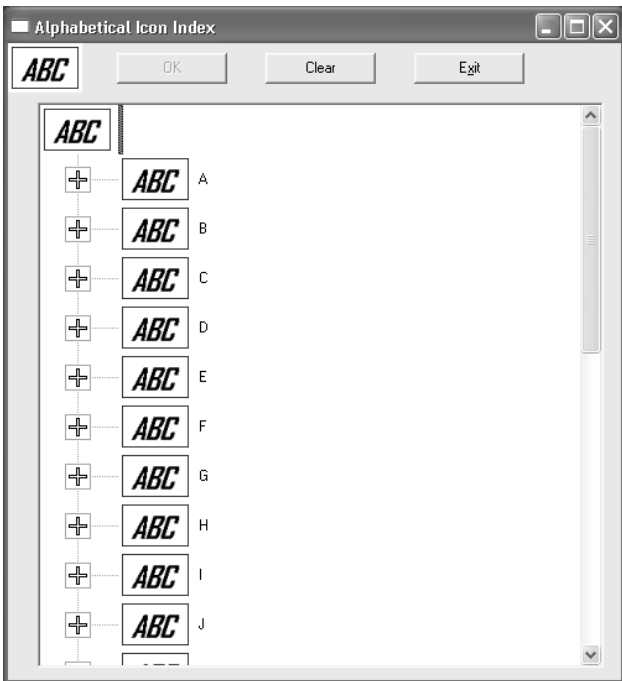 Alphabetical Icon Index
ABC OK Clear Exit
ABC
ABC A
ABC B
ABC C
ABC D
ABC E
ABC F
ABC G
ABC H
ABC I
ABC J